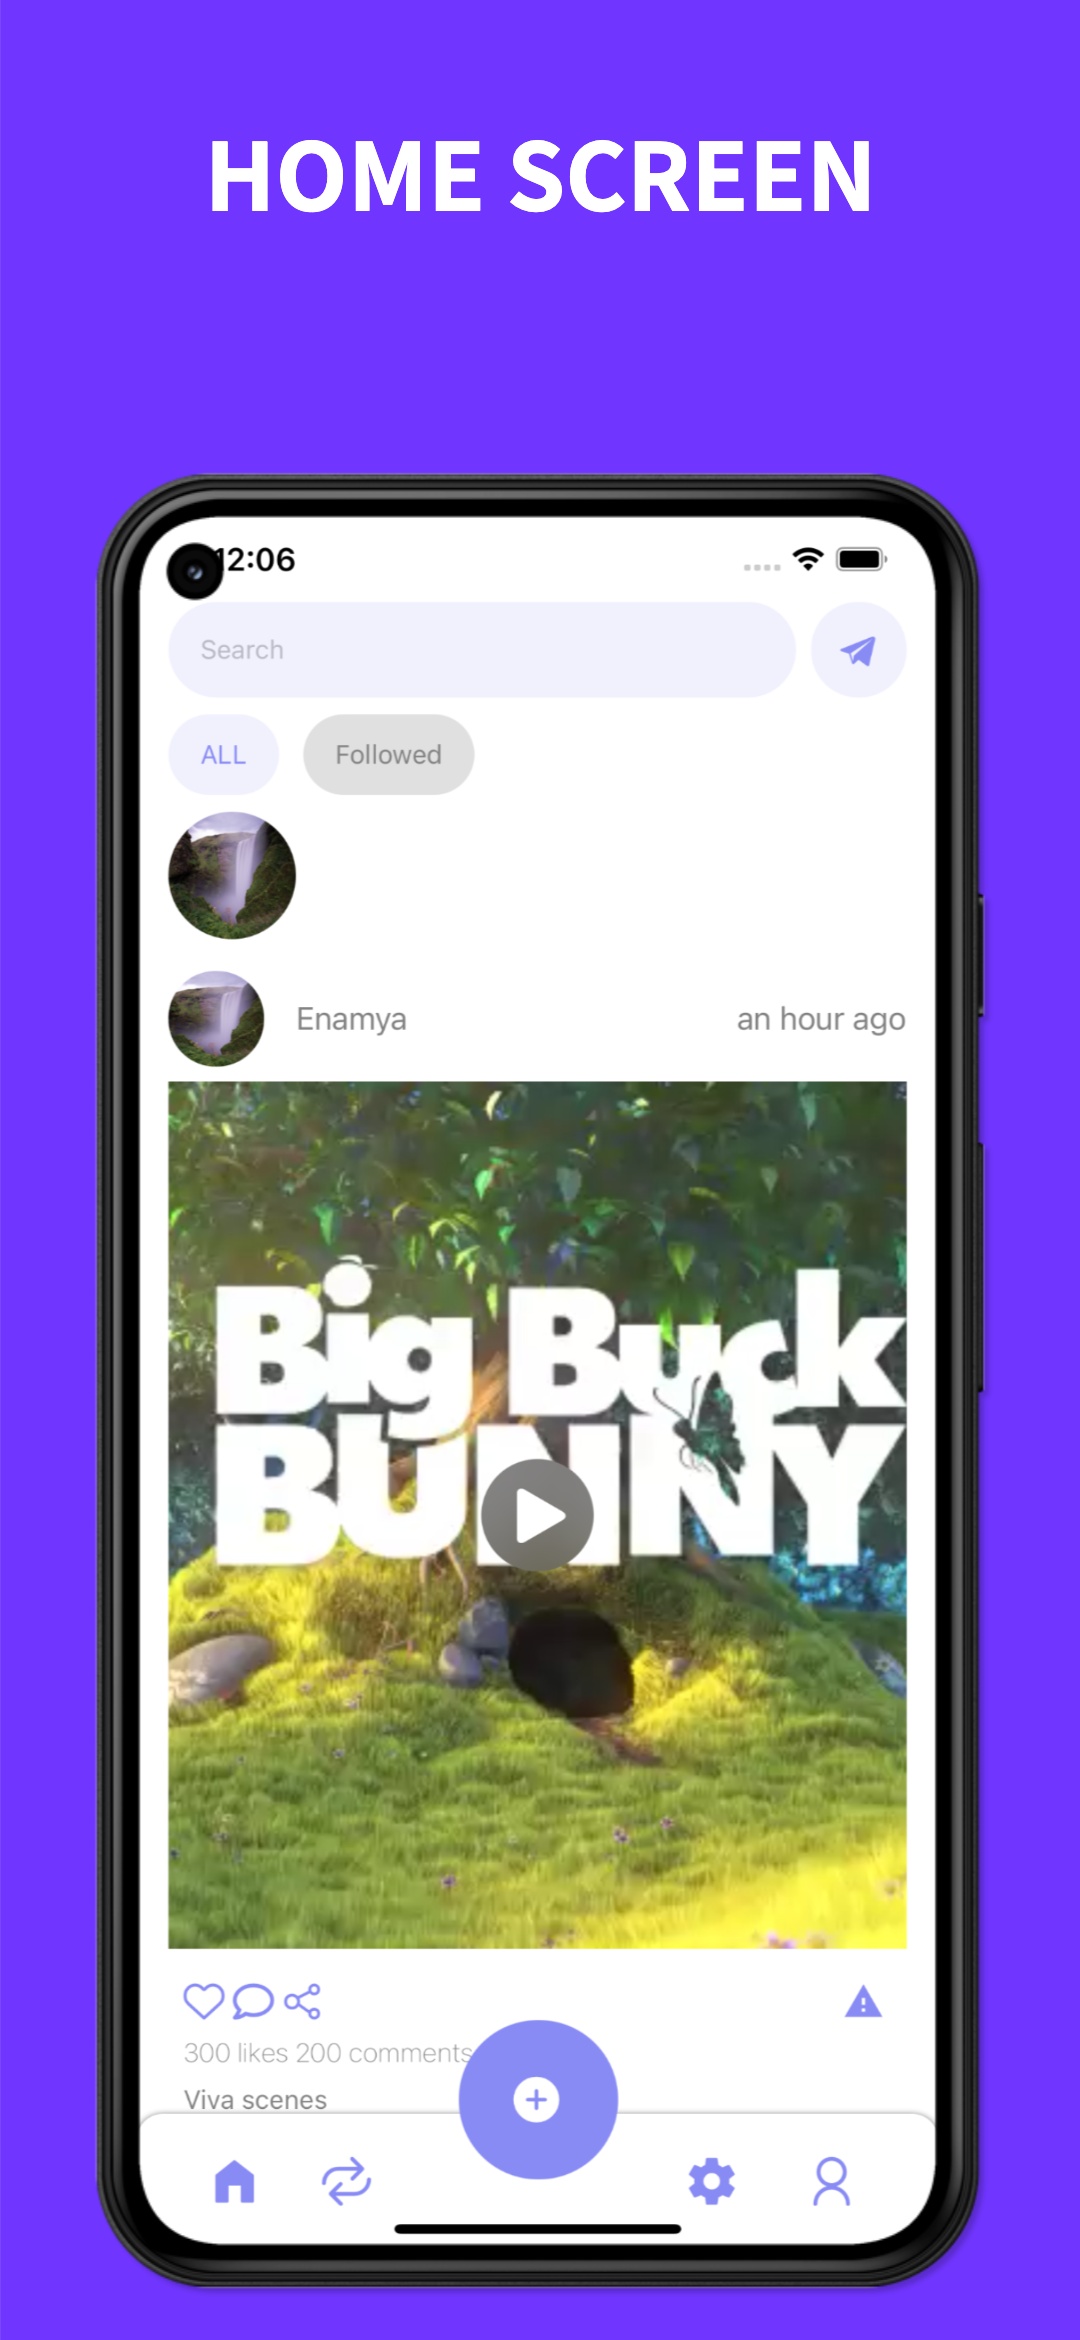 HOME SCREEN
12:06
Search
ALL Followed
Enamya an hour ago
Big Buck
BUNNY
300 likes 200 comments
Viva scenes